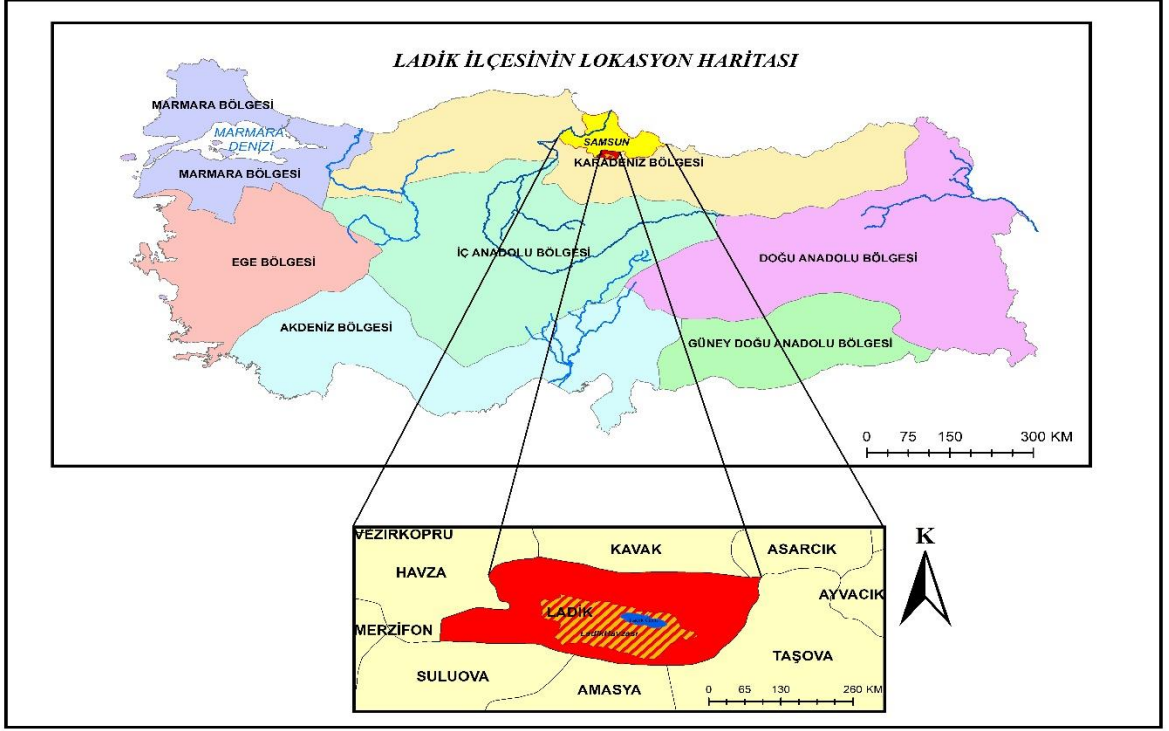 LADİK İLÇESİNİN LOKASYON HARİTASI
MARMARA BÖLGESİ
MARMARA
DENİZİ
MARMARA BÖLGESİ
SAMSUN
KARADENİZ BÖLGESİ
EGE BÖLGESİ
İÇ ANADOLU BÖLGESİ
DOĞU ANADOLU BÖLGESİ
AKDENİZ BÖLGESİ
GÜNEY DOĞU ANADOLU BÖLGESİ
0 75 150 300 KM
VEZIRKOPRU
KAVAK
ASARCIK
K
HAVZA
AYVACIK
LADİK
MERZİFON
LadikHavzası
TAŞOVA
SULUOVA
AMASYA
0 65 130 260 KM